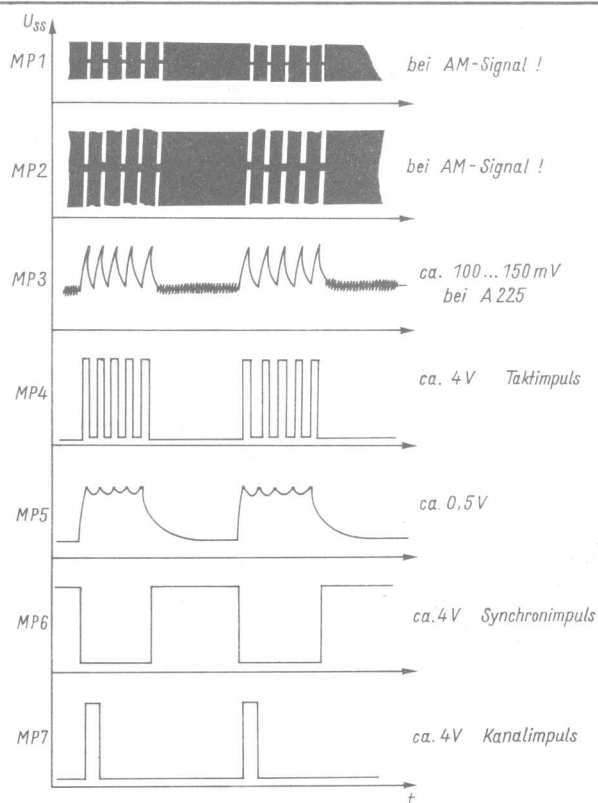 Uss
MP1 bei AM-Signal !
MP2 bei AM-Signal !
MP3 ca. 100...150 mV
bei A 225
MP4 ca. 4V Taktimpuls
MP5 ca. 0,5V
MP6 ca. 4V Synchronimpuls
MP7 ca. 4V Kanalimpuls
t